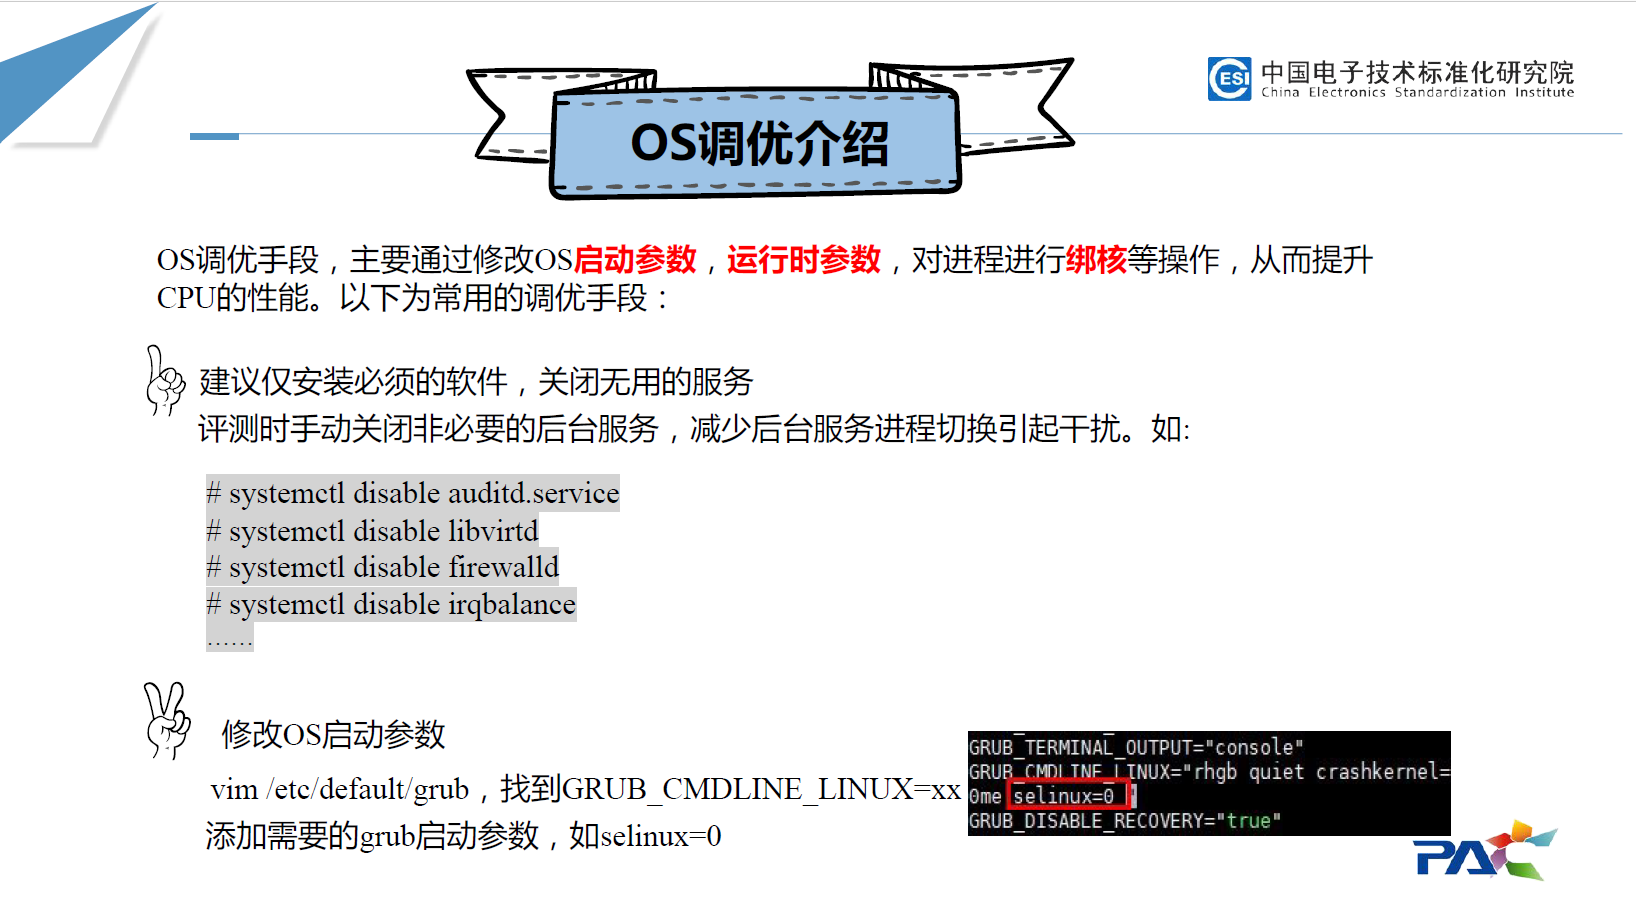 CESI 中国电子技术标准化研究院
China Electronics Standardization Institute
OS调优介绍
OS调优手段，主要通过修改OS启动参数，运行时参数，对进程进行绑核等操作，从而提升
CPU的性能。以下为常用的调优手段：
建议仅安装必须的软件，关闭无用的服务
评测时手动关闭非必要的后台服务，减少后台服务进程切换引起干扰。如:
# systemctl disable auditd.service
# systemctl disable libvirtd
# systemctl disable firewalld
# systemctl disable irqbalance
......
修改OS启动参数
vim /etc/default/grub，找到GRUB_CMDLINE_LINUX=xx
添加需要的grub启动参数，如selinux=0
GRUB_TERMINAL_OUTPUT="console"
GRUB_CMDLINE_LINUX="rhgb quiet crashkernel=
0me selinux=0 "
GRUB_DISABLE_RECOVERY="true"
PAC